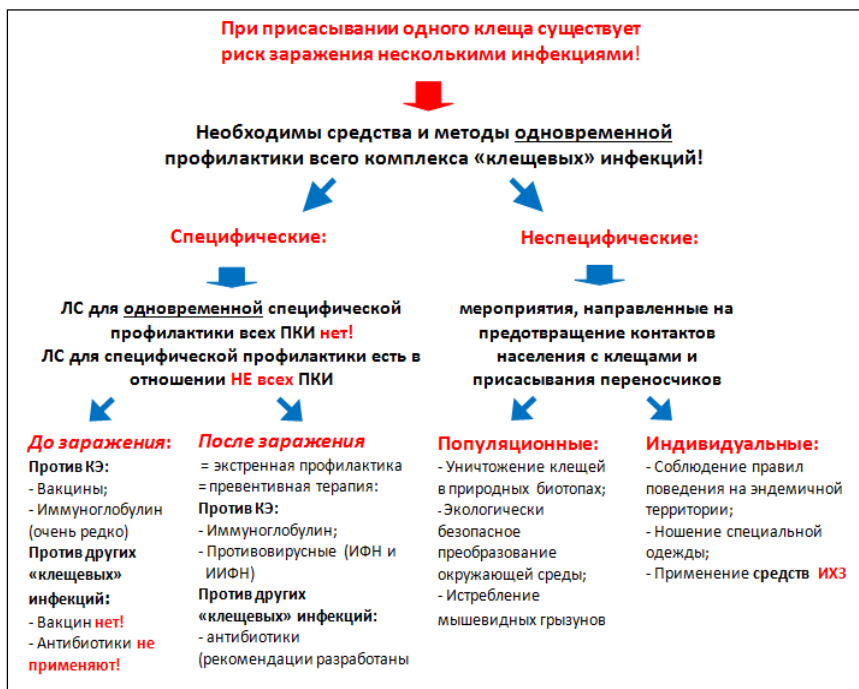 При присасывании одного клеща существует
риск заражения несколькими инфекциями!
Необходимы средства и методы одновременной
профилактики всего комплекса «клещевых» инфекций!
Специфические:
ЛС для одновременной специфической
профилактики всех ПКИ нет!
ЛС для специфической профилактики есть в
отношении НЕ всех ПКИ
Неспецифические:
мероприятия, направленные на
предотвращение контактов
населения с клещами и
присасывания переносчиков
До заражения:
Против КЭ:
- Вакцины;
- Иммуноглобулин
(очень редко)
Против других
«клещевых»
инфекций:
- Вакцин нет!
- Антибиотики не
применяют!
После заражения
= экстренная профилактика
= превентивная терапия:
Против КЭ:
- Иммуноглобулин;
- Противовирусные (ИФН и
ИИФН)
Против других
«клещевых» инфекций:
- антибиотики
(рекомендации разработаны
Популяционные:
- Уничтожение клещей
в природных биотопах;
- Экологически
безопасное
преобразование
окружающей среды;
- Истребление
мышевидных грызунов
Индивидуальные:
- Соблюдение правил
поведения на эндемичной
территории;
- Ношение специальной
одежды;
- Применение средств ИХЗ